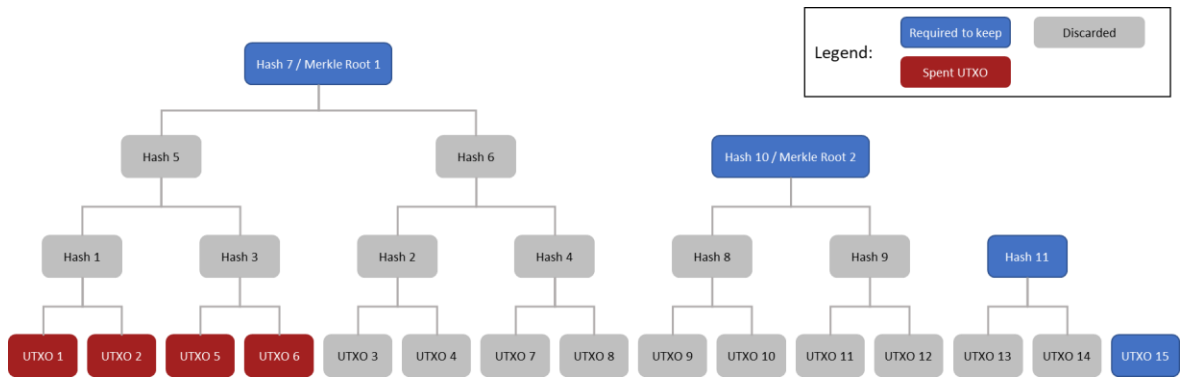 Legend:
Required to keep
Discarded
Spent UTXO
Hash 7 / Merkle Root 1
Hash 5
Hash 6
Hash 10 / Merkle Root 2
Hash 1
Hash 3
Hash 2
Hash 4
Hash 8
Hash 9
Hash 11
UTXO 1
UTXO 2
UTXO 5
UTXO 6
UTXO 3
UTXO 4
UTXO 7
UTXO 8
UTXO 9
UTXO 10
UTXO 11
UTXO 12
UTXO 13
UTXO 14
UTXO 15